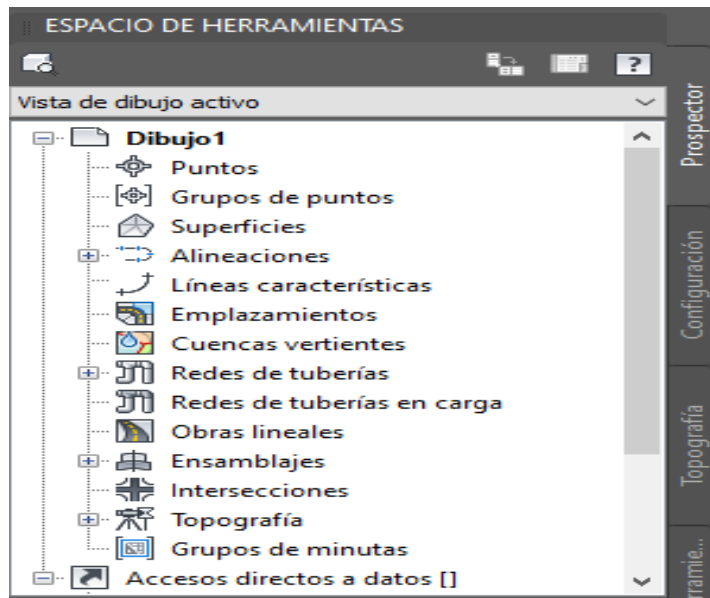 ESPACIO DE HERRAMIENTAS
?
Vista de dibujo activo
Dibujo1
Puntos
Grupos de puntos
Superficies
Alineaciones
Líneas características
Emplazamientos
Cuencas vertientes
Redes de tuberías
Redes de tuberías en carga
Obras lineales
Ensamblajes
Intersecciones
Topografía
Grupos de minutas
Accesos directos a datos []
Prospector
Configuración
Topografía
rramie...